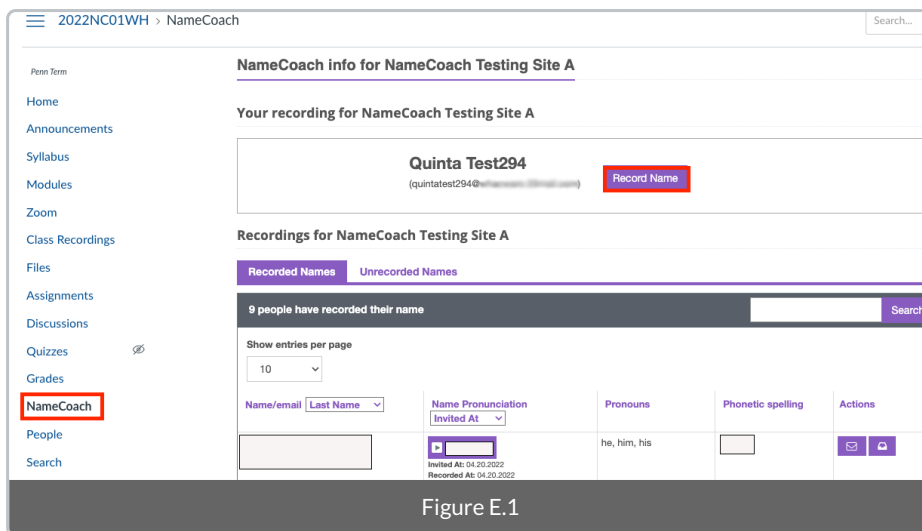 2022NC01WH > NameCoach
Search...
Penn Term
Home
Announcements
Syllabus
Modules
Zoom
Class Recordings
Files
Assignments
Discussions
Quizzes
Grades
NameCoach
People
Search
NameCoach info for NameCoach Testing Site A
Your recording for NameCoach Testing Site A
Quinta Test294
(quintatest294@
Record Name
Recordings for NameCoach Testing Site A
Recorded Names Unrecorded Names
9 people have recorded their name
Search
Show entries per page
10
Name/email Last Name Name Pronunciation Pronouns Phonetic spelling Actions
Invited At
he, him, his
Invited At: 04.20.2022
Recorded At: 04.20.2022
Figure E.1